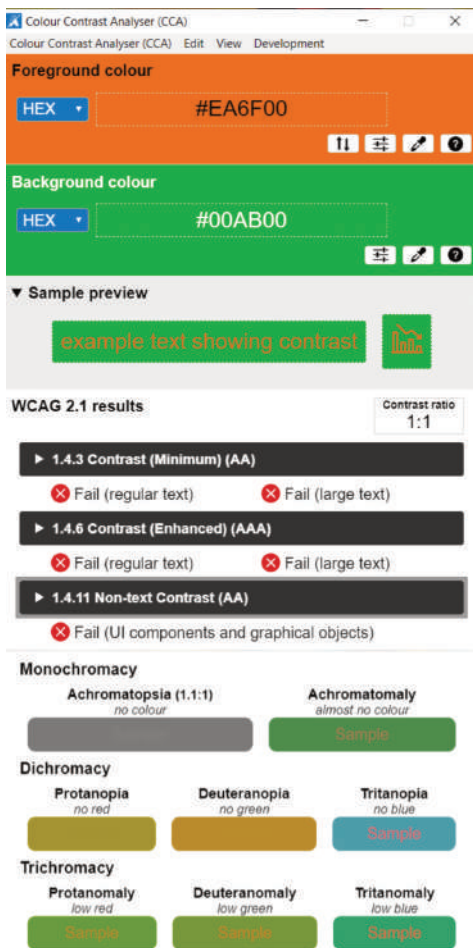 Colour Contrast Analyser (CCA)
Colour Contrast Analyser (CCA) Edit View Development
Foreground colour
HEX #EA6F00
Background colour
HEX #00AB00
Sample preview
example text showing contrast
WCAG 2.1 results
Contrast ratio
1:1
1.4.3 Contrast (Minimum) (AA)
Fail (regular text) Fail (large text)
1.4.6 Contrast (Enhanced) (AAA)
Fail (regular text) Fail (large text)
1.4.11 Non-text Contrast (AA)
Fail (UI components and graphical objects)
Monochromacy
Achromatopsia (1.1:1) Achromatomaly
no colour almost no colour
Sample
Dichromacy
Protanopia Deuteranopia Tritanopia
no red no green no blue
Sample
Trichromacy
Protanomaly Deuteranomaly Tritanomaly
low red low green low blue
Sample Sample Sample